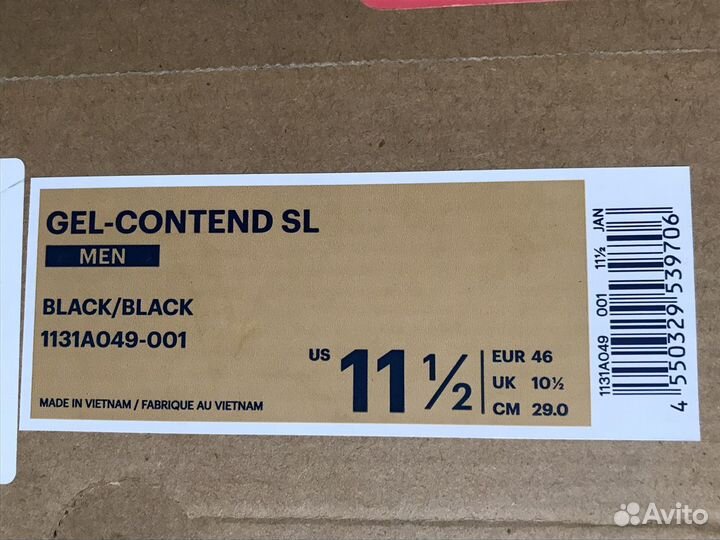 GEL-CONTEND SL
MEN
BLACK/BLACK
1131A049-001
US 11 ½
EUR 46
UK 10½
CM 29.0
MADE IN VIETNAM / FABRIQUE AU VIETNAM
1131A049 001 11½ JAN
4 550329 539706
Avito